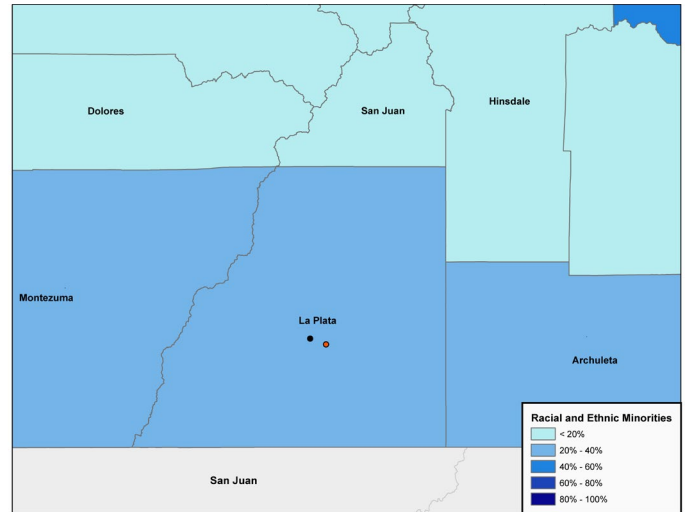 Dolores
San Juan
Hinsdale
Montezuma
La Plata
Archuleta
San Juan
Racial and Ethnic Minorities
< 20%
20% - 40%
40% - 60%
60% - 80%
80% - 100%